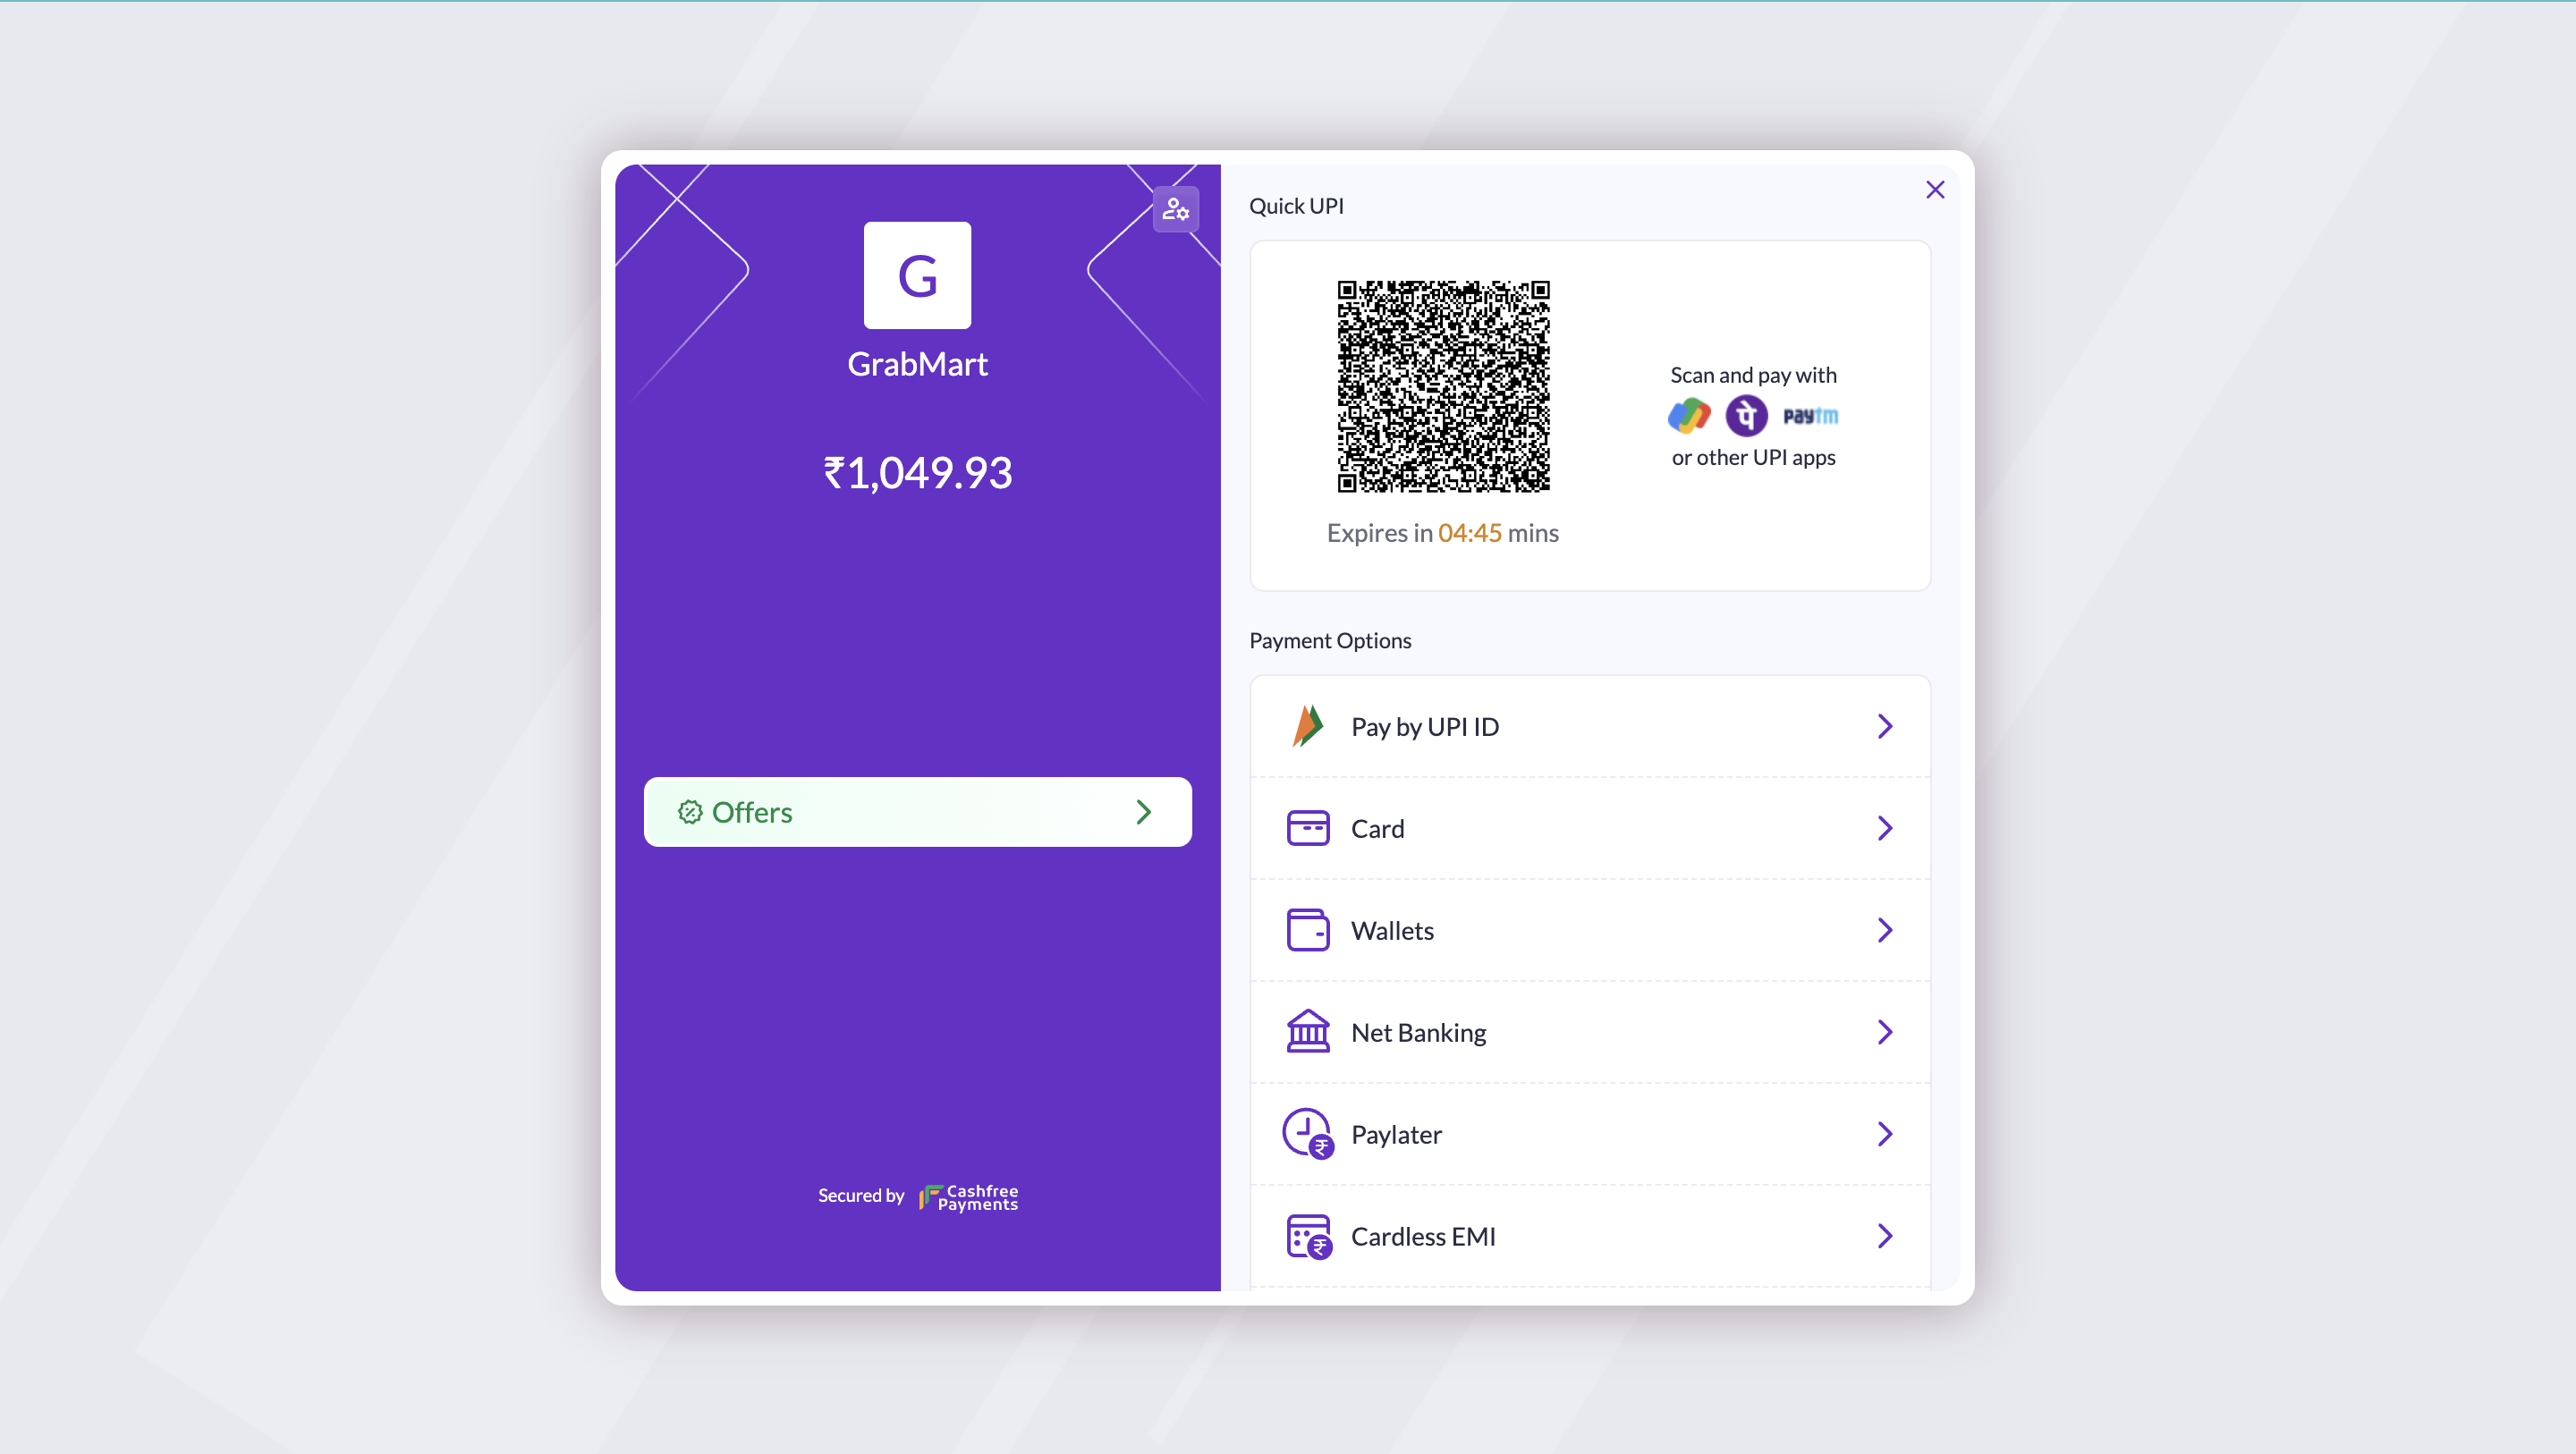 G
GrabMart
₹1,049.93
Offers
Secured by Cashfree Payments
Quick UPI
Scan and pay with
पे paytm
or other UPI apps
Expires in 04:45 mins
Payment Options
Pay by UPI ID
Card
Wallets
Net Banking
Paylater
Cardless EMI